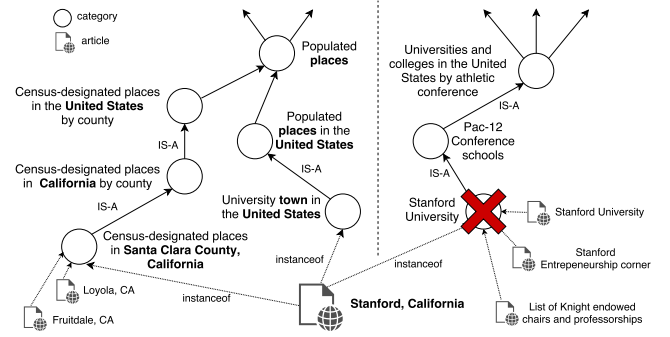 category
article
Populated
places
Universities and
colleges in the United
States by athletic
conference
Census-designated places
in the United States
by county
IS-A
Populated
places in the
United States
IS-A
Pac-12
Conference
schools
IS-A
Census-designated places
in California by county
IS-A
University town in
the United States
IS-A
Stanford
University
Stanford University
Census-designated places
in Santa Clara County,
California
instanceof
instanceof
Stanford
Entrepeneurship corner
Loyola, CA
instanceof
Stanford, California
Fruitdale, CA
List of Knight endowed
chairs and professorships